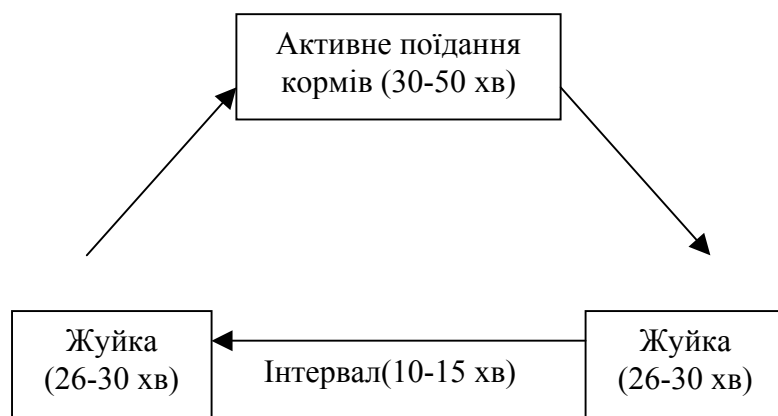 Активне поїдання
кормів (30-50 хв)
Жуйка
(26-30 хв)
Інтервал(10-15 хв)
Жуйка
(26-30 хв)